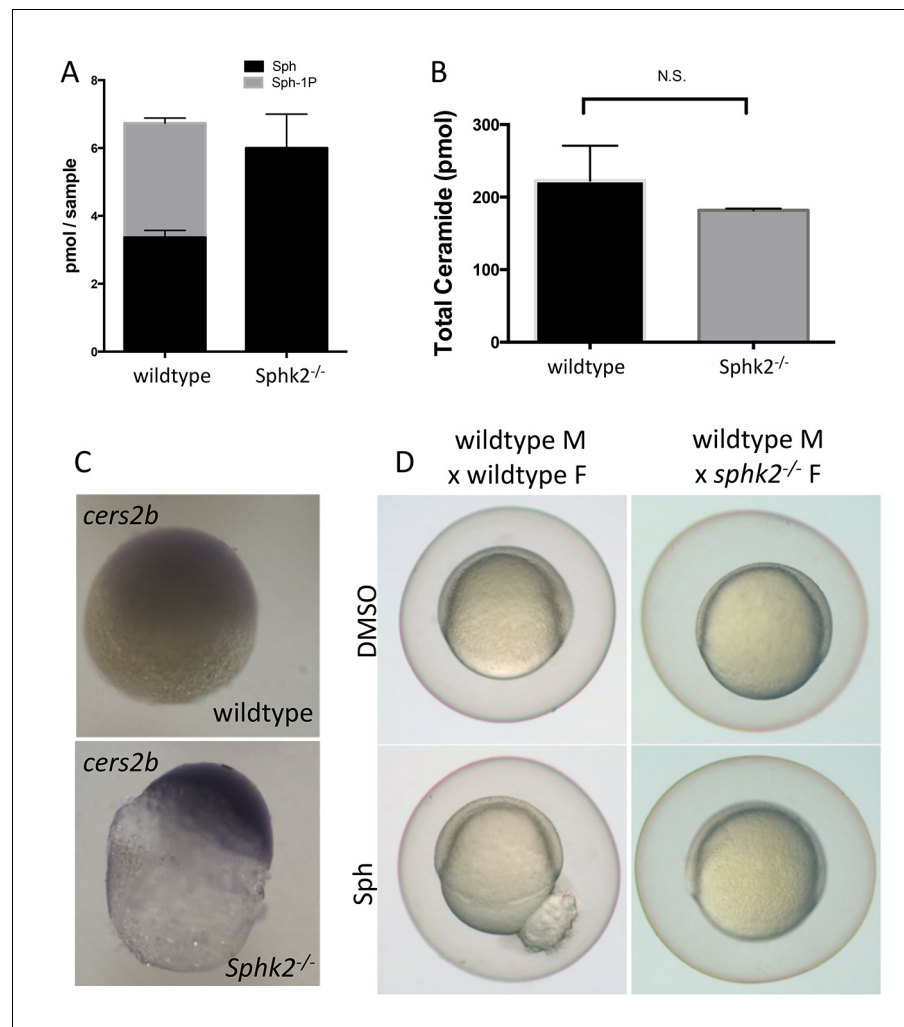 A
Sph
Sph-1P
8
6
4
2
0
pmol / sample
wildtype
Sphk2-/-
B
N.S.
300
200
100
0
Total Ceramide (pmol)
wildtype
Sphk2-/-
C
cers2b
wildtype
cers2b
Sphk2-/-
D
wildtype M
x wildtype F
wildtype M
x sphk2-/- F
DMSO
Sph